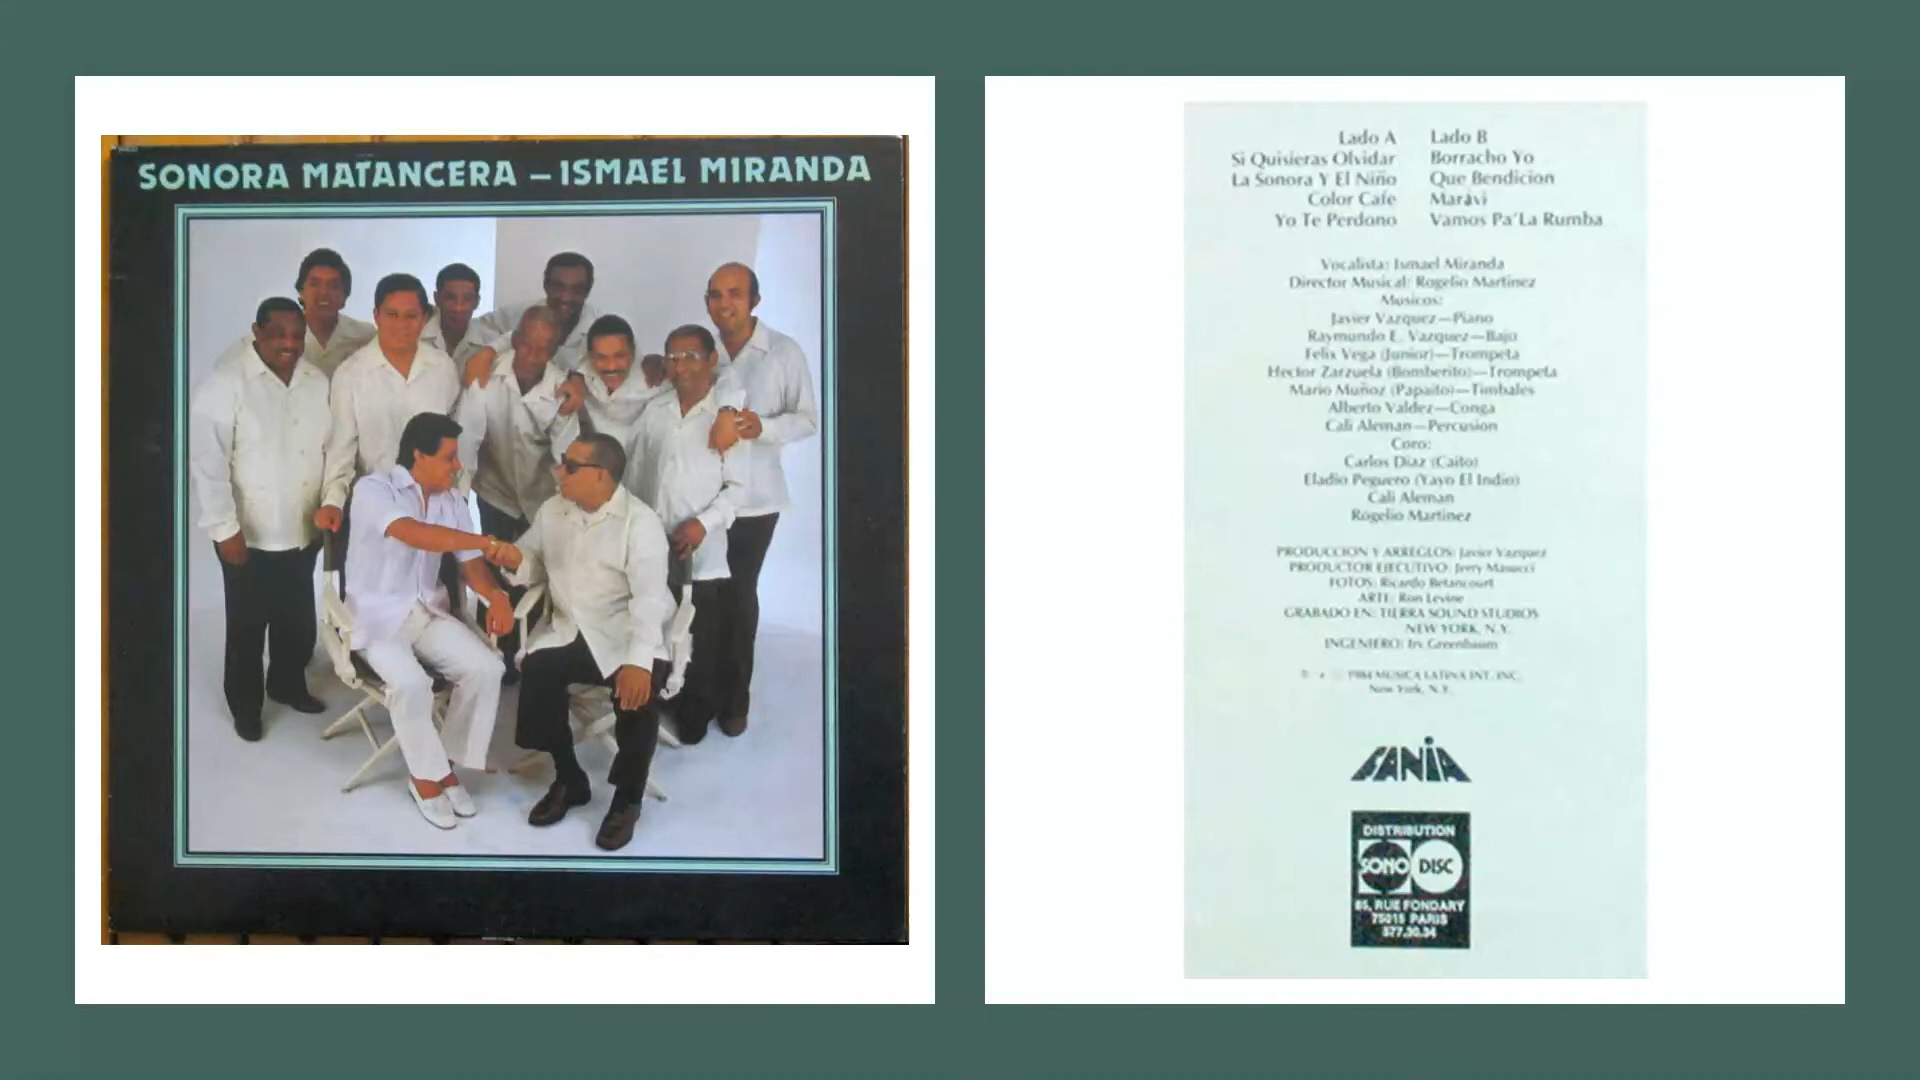 SONORA MATANCERA – ISMAEL MIRANDA
Lado A
Si Quisieras Olvidar
La Sonora Y El Niño
Color Cafe
Yo Te Perdono
Lado B
Borracho Yo
Que Bendicion
Maràvi
Vamos Pa'La Rumba
Vocalista: Ismael Miranda
Director Musical: Rogelio Martinez
Musicos:
Javier Vazquez—Piano
Raymundo E. Vazquez—Bajo
Felix Vega (Junior)—Trompeta
Hector Zarzuela (Bomberito)—Trompeta
Mario Muñoz (Papaito)—Timbales
Alberto Valdez—Conga
Cali Aleman—Percusion
Coro:
Carlos Diaz (Caito)
Eladio Peguero (Yayo El Indio)
Cali Aleman
Rogelio Martinez
PRODUCCION Y ARREGLOS: Javier Vazquez
PRODUCTOR EJECUTIVO: Jerry Masucci
FOTOS: Ricardo Betancourt
ARTE: Ron Levine
GRABADO EN: TIERRA SOUND STUDIOS
NEW YORK, N.Y.
INGENIERO: Irv Greenbaum
1984 MUSICA LATINA INT. INC.
New York, N.Y.
FANIA
DISTRIBUTION
SONO DISC
85, RUE FONDARY
75015 PARIS
577.30.34